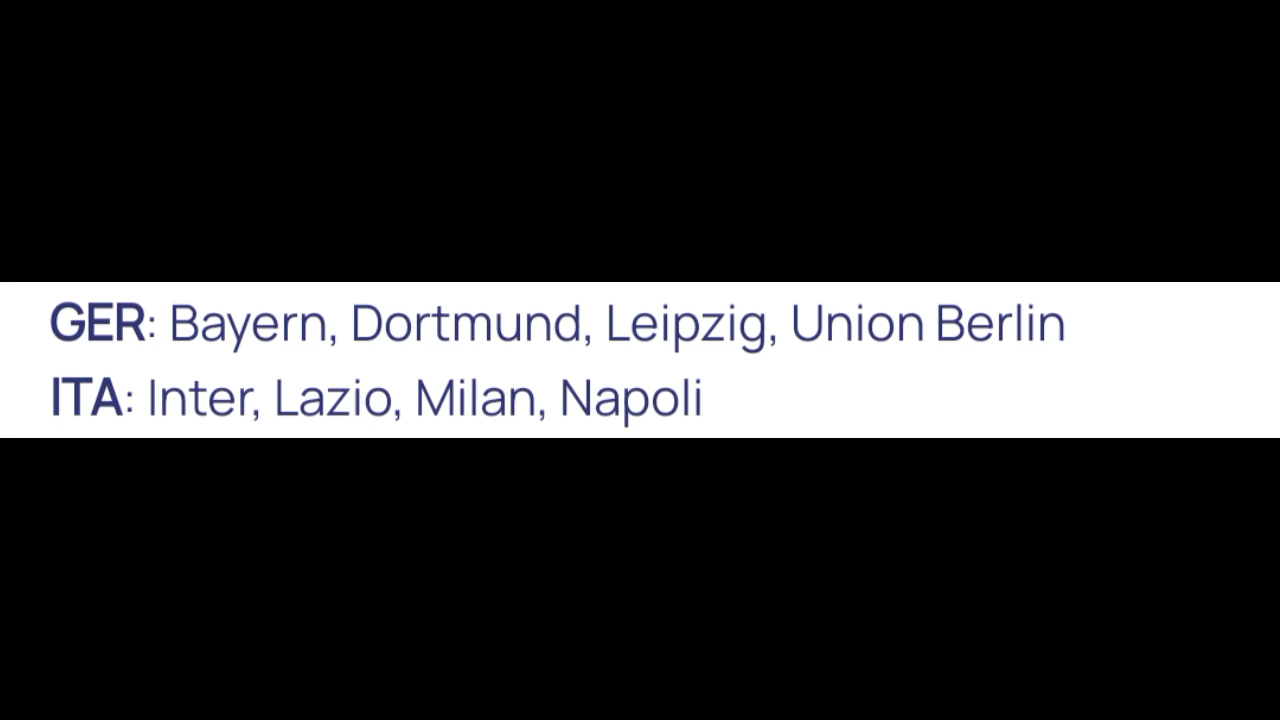 GER: Bayern, Dortmund, Leipzig, Union Berlin
ITA: Inter, Lazio, Milan, Napoli